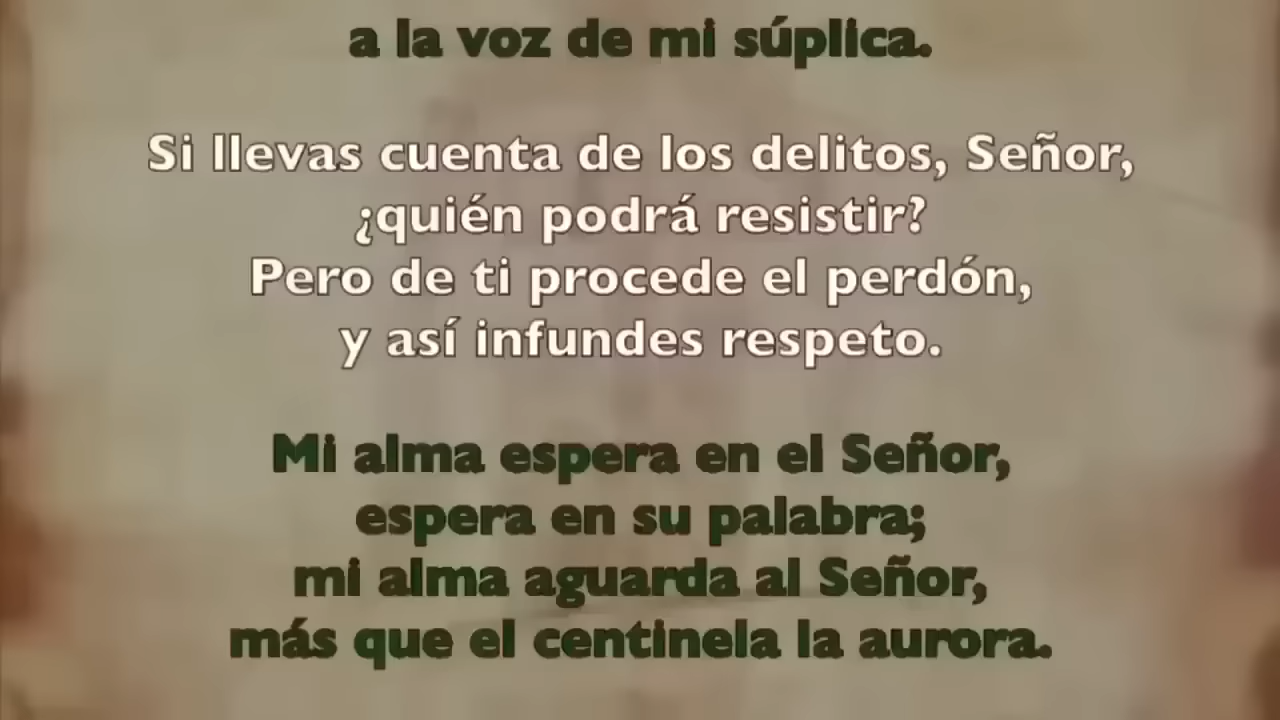 a la voz de mi súplica.
Si llevas cuenta de los delitos, Señor,
¿quién podrá resistir?
Pero de ti procede el perdón,
y así infundes respeto.
Mi alma espera en el Señor,
espera en su palabra;
mi alma aguarda al Señor,
más que el centinela la aurora.